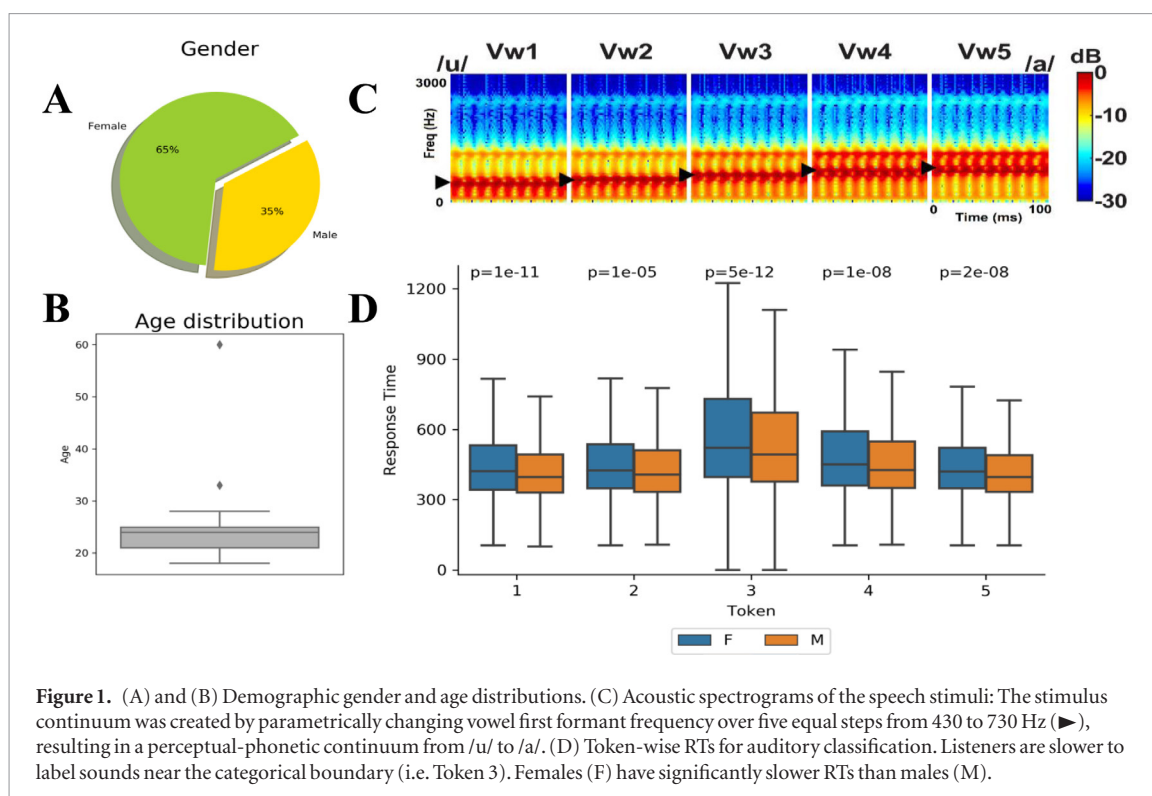 A
Gender
Female
65%
35%
Male
B
Age distribution
Age
60
50
40
30
20
C
/u/
Vw1
Vw2
Vw3
Vw4
Vw5
/a/
dB
3000
Freq (Hz)
0
0
Time (ms)
100
0
-10
-20
-30
D
p=1e-11
p=1e-05
p=5e-12
p=1e-08
p=2e-08
Response Time
1200
900
600
300
0
1
2
3
4
5
Token
F
M
Figure 1. (A) and (B) Demographic gender and age distributions. (C) Acoustic spectrograms of the speech stimuli: The stimulus
continuum was created by parametrically changing vowel first formant frequency over five equal steps from 430 to 730 Hz (►),
resulting in a perceptual-phonetic continuum from /u/ to /a/. (D) Token-wise RTs for auditory classification. Listeners are slower to
label sounds near the categorical boundary (i.e. Token 3). Females (F) have significantly slower RTs than males (M).